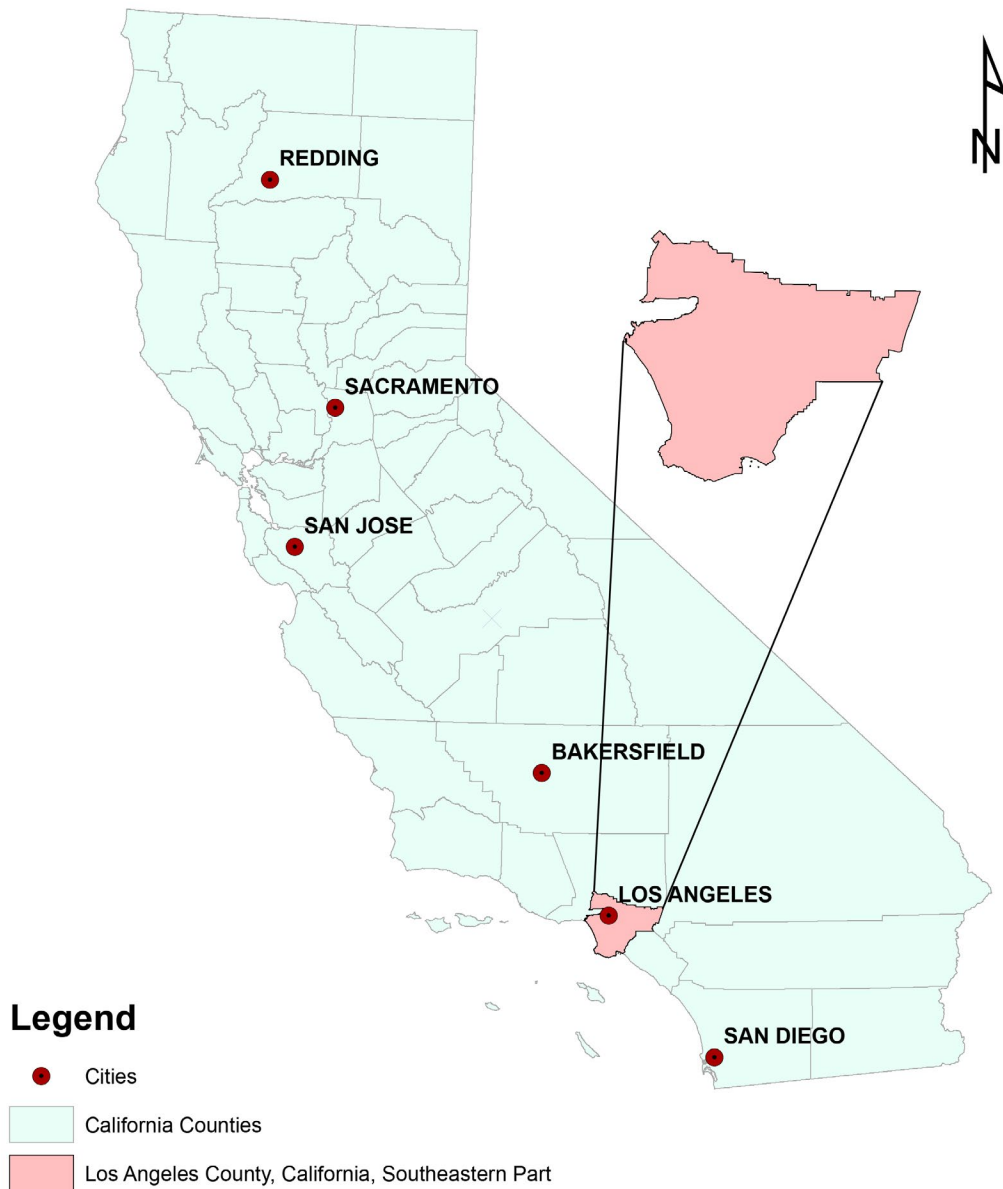 N
REDDING
SACRAMENTO
SAN JOSE
BAKERSFIELD
LOS ANGELES
SAN DIEGO
Legend
Cities
California Counties
Los Angeles County, California, Southeastern Part